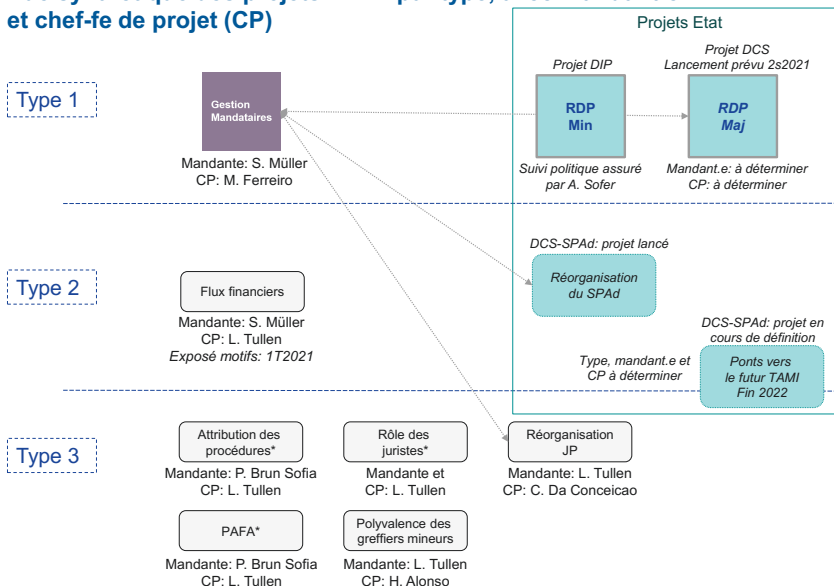 et chef-fe de projet (CP)
Projets Etat
Type 1
Gestion
Mandataires
Mandante: S. Müller
CP: M. Ferreiro
Projet DIP
RDP
Min
Suivi politique assuré
par A. Sofer
Projet DCS
Lancement prévu 2s2021
RDP
Maj
Mandant.e: à déterminer
CP: à déterminer
Type 2
Flux financiers
Mandante: S. Müller
CP: L. Tullen
Exposé motifs: 1T2021
DCS-SPAd: projet lancé
Réorganisation
du SPAd
DCS-SPAd: projet en
cours de définition
Type, mandant.e et
CP à déterminer
Ponts vers
le futur TAMI
Fin 2022
Type 3
Attribution des
procédures*
Mandante: P. Brun Sofia
CP: L. Tullen
Rôle des
juristes*
Mandante et
CP: L. Tullen
Réorganisation
JP
Mandante: L. Tullen
CP: C. Da Conceicao
PAFA*
Mandante: P. Brun Sofia
CP: L. Tullen
Polyvalence des
greffiers mineurs
Mandante: L. Tullen
CP: H. Alonso